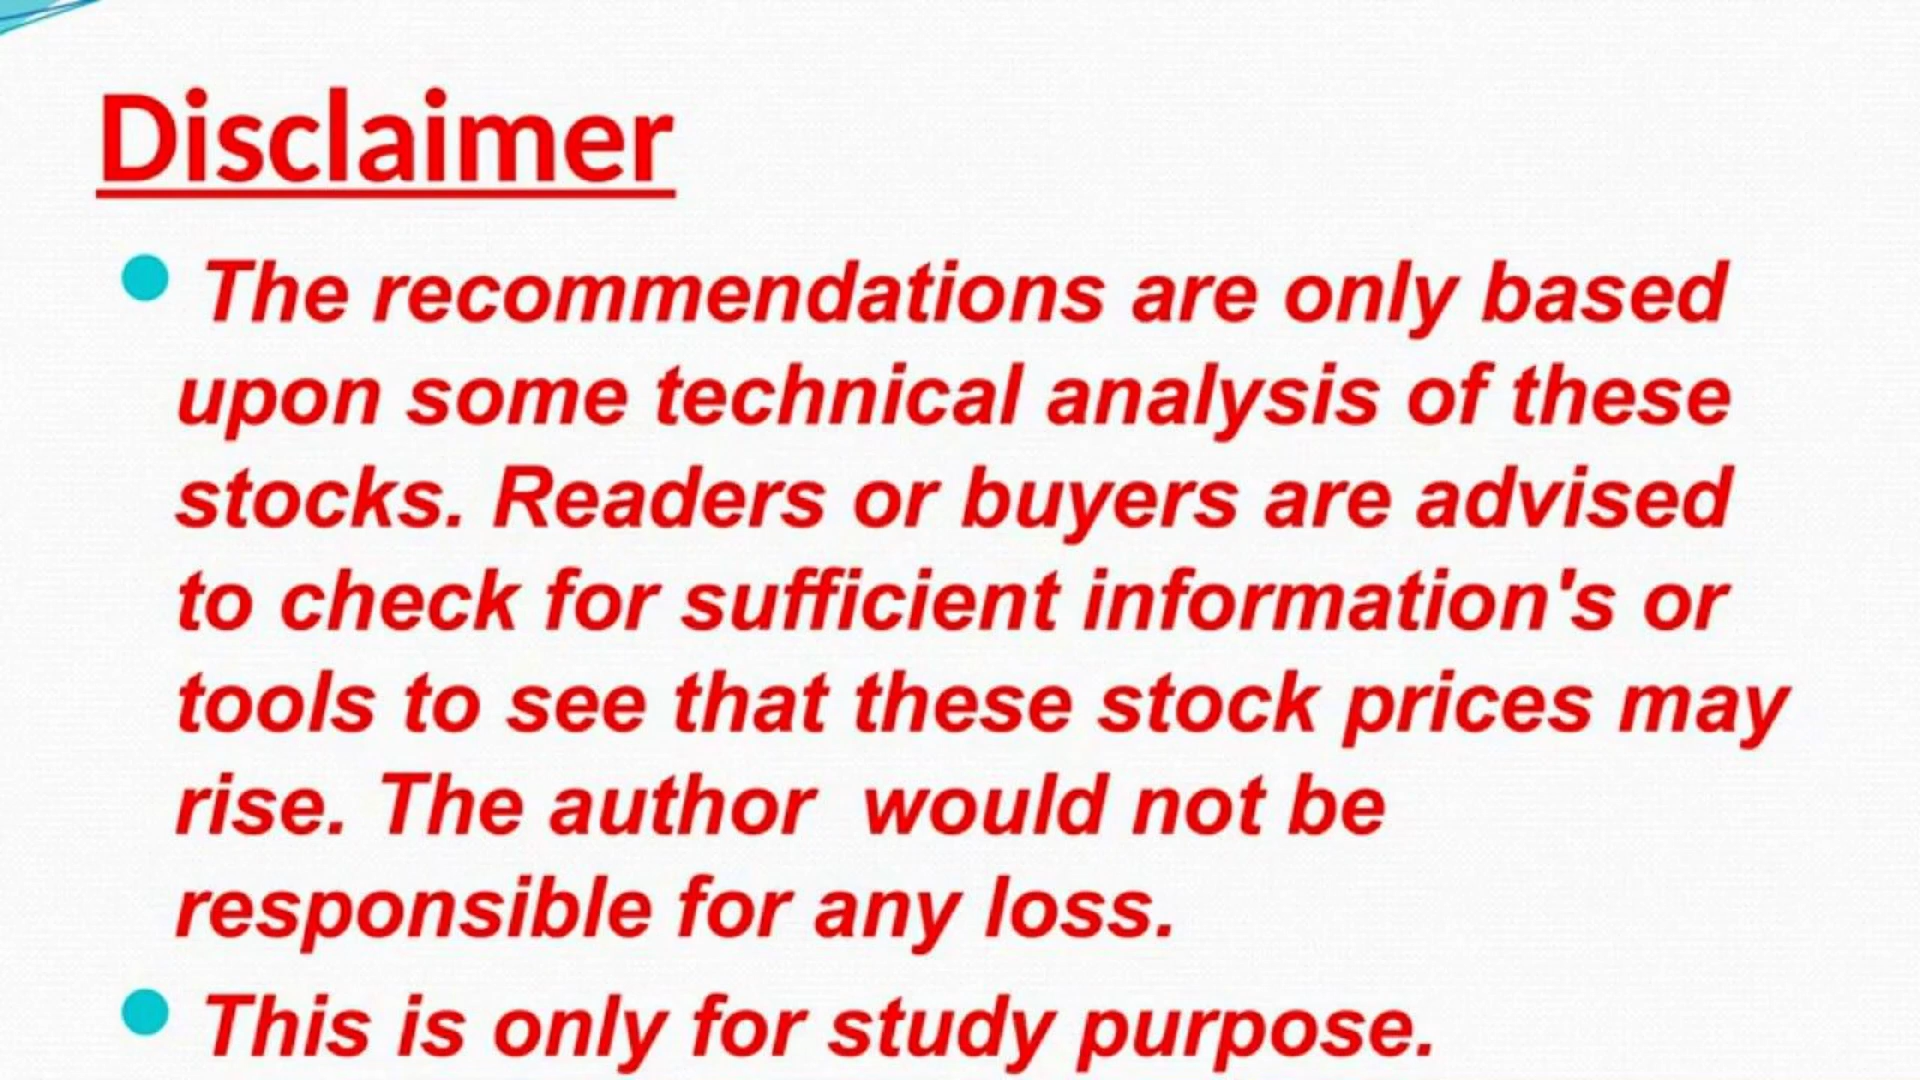 Disclaimer
The recommendations are only based
upon some technical analysis of these
stocks. Readers or buyers are advised
to check for sufficient information's or
tools to see that these stock prices may
rise. The author  would not be
responsible for any loss.
This is only for study purpose.